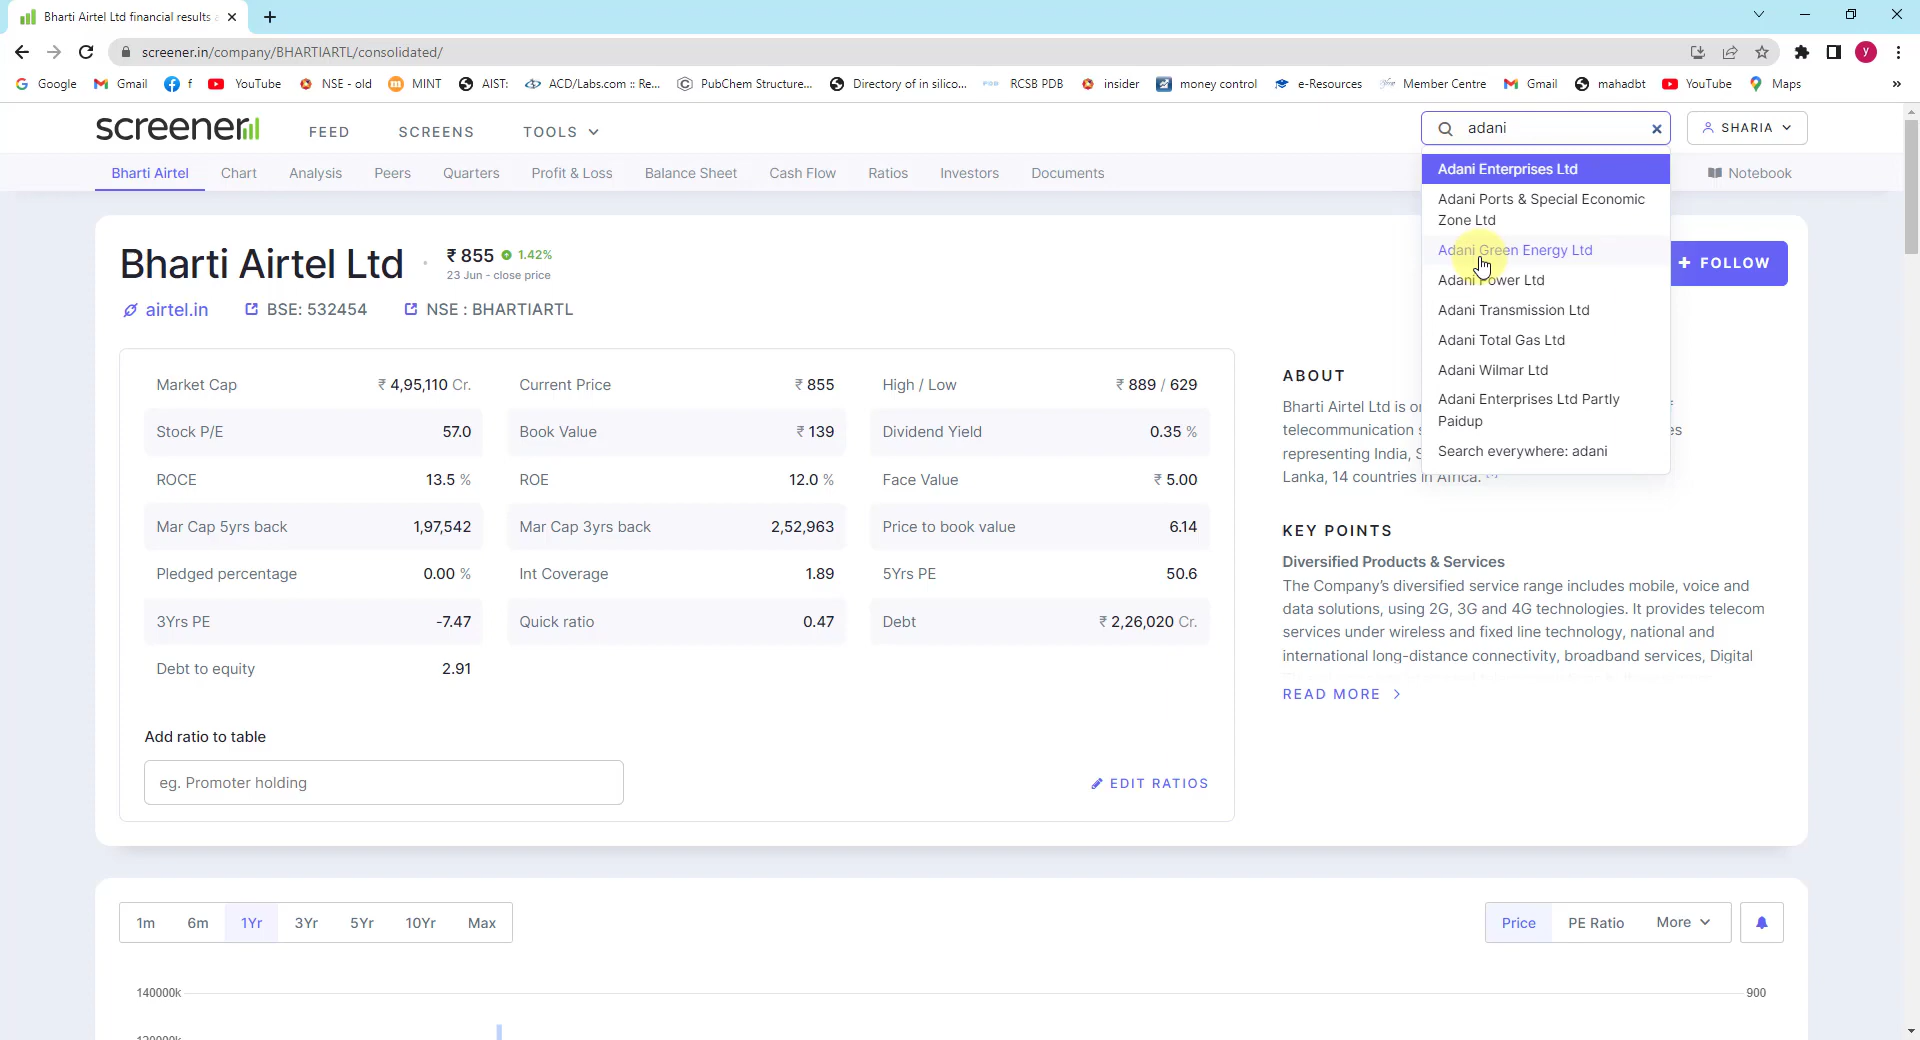 Bharti Airtel Ltd financial results
screener.in/company/BHARTIARTL/consolidated/
y
Google
Gmail
f
YouTube
NSE - old
MINT
AIST:
ACD/Labs.com :: Re...
PubChem Structure...
Directory of in silico...
RCSB PDB
insider
money control
e-Resources
Member Centre
Gmail
mahadbt
YouTube
Maps
»
screener
FEED
SCREENS
TOOLS
adani
SHARIA
Bharti Airtel
Chart
Analysis
Peers
Quarters
Profit & Loss
Balance Sheet
Cash Flow
Ratios
Investors
Documents
Notebook
Adani Enterprises Ltd
Adani Ports & Special Economic
Zone Ltd
Adani Green Energy Ltd
Adani Power Ltd
Adani Transmission Ltd
Adani Total Gas Ltd
Adani Wilmar Ltd
Adani Enterprises Ltd Partly
Paidup
Search everywhere: adani
Bharti Airtel Ltd
₹ 855 1.42%
23 Jun - close price
+ FOLLOW
airtel.in
BSE: 532454
NSE : BHARTIARTL
Market Cap ₹ 4,95,110 Cr.
Current Price ₹ 855
High / Low ₹ 889 / 629
Stock P/E 57.0
Book Value ₹ 139
Dividend Yield 0.35 %
ROCE 13.5 %
ROE 12.0 %
Face Value ₹ 5.00
Mar Cap 5yrs back 1,97,542
Mar Cap 3yrs back 2,52,963
Price to book value 6.14
Pledged percentage 0.00 %
Int Coverage 1.89
5Yrs PE 50.6
3Yrs PE -7.47
Quick ratio 0.47
Debt ₹ 2,26,020 Cr.
Debt to equity 2.91
Add ratio to table
eg. Promoter holding
EDIT RATIOS
ABOUT
Bharti Airtel Ltd is
telecommunication
representing India,
Lanka, 14 countries in Africa.
KEY POINTS
Diversified Products & Services
The Company's diversified service range includes mobile, voice and
data solutions, using 2G, 3G and 4G technologies. It provides telecom
services under wireless and fixed line technology, national and
international long-distance connectivity, broadband services, Digital
READ MORE
1m
6m
1Yr
3Yr
5Yr
10Yr
Max
Price
PE Ratio
More
140000k
900